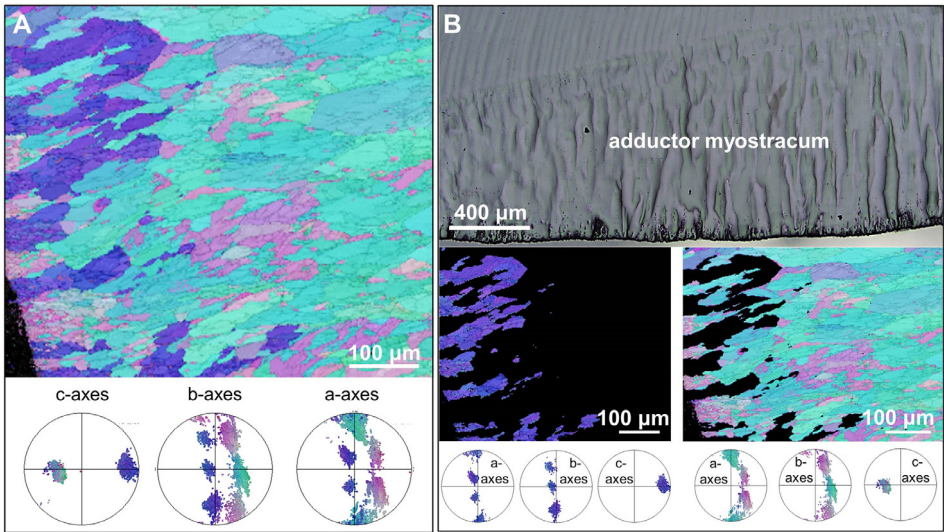 A
100 µm
c-axes
b-axes
a-axes
B
adductor myostracum
400 µm
100 µm
100 µm
a-
axes
b-
axes
c-
axes
a-
axes
b-
axes
c-
axes